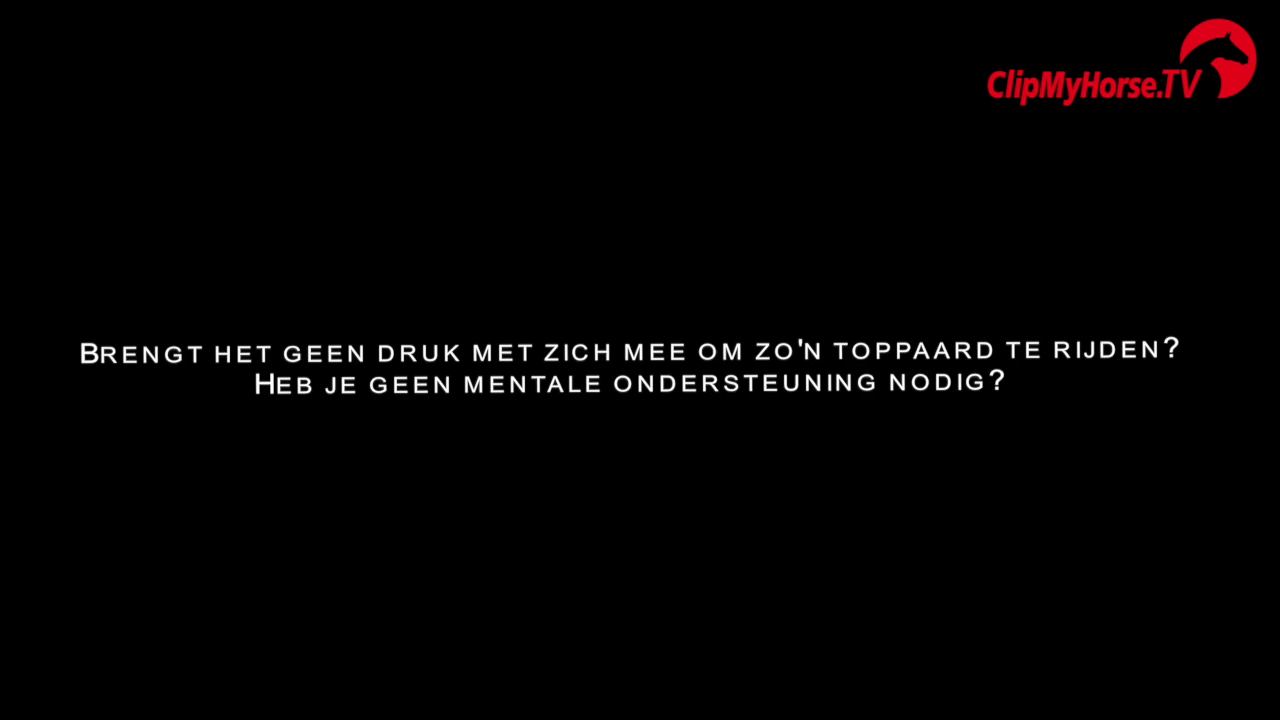 ClipMyHorse.TV
Brengt het geen druk met zich mee om zo'n toppaard te rijden?
Heb je geen mentale ondersteuning nodig?